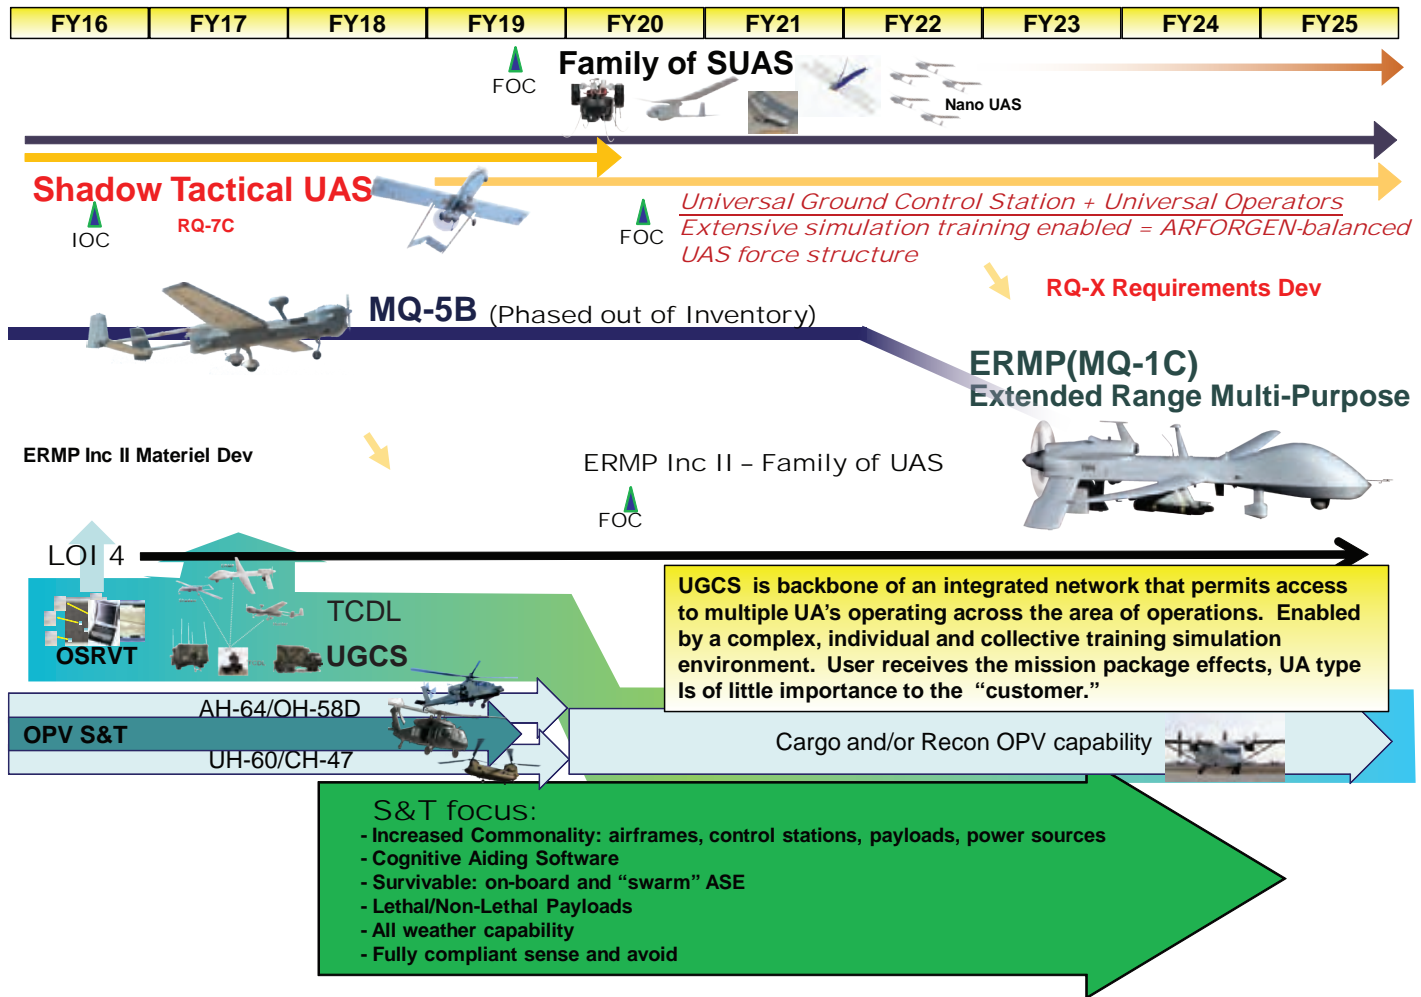 FY16 FY17 FY18 FY19 FY20 FY21 FY22 FY23 FY24 FY25
Family of SUAS
FOC
Nano UAS
Shadow Tactical UAS
RQ-7C
IOC
FOC
Universal Ground Control Station + Universal Operators
Extensive simulation training enabled = ARFORGEN-balanced
UAS force structure
RQ-X Requirements Dev
MQ-5B (Phased out of Inventory)
ERMP(MQ-1C)
Extended Range Multi-Purpose
ERMP Inc II Materiel Dev
ERMP Inc II – Family of UAS
FOC
LOI 4
TCDL
OSRVT
UGCS
UGCS is backbone of an integrated network that permits access
to multiple UA's operating across the area of operations. Enabled
by a complex, individual and collective training simulation
environment. User receives the mission package effects, UA type
Is of little importance to the “customer.”
AH-64/OH-58D
OPV S&T
UH-60/CH-47
Cargo and/or Recon OPV capability
S&T focus:
- Increased Commonality: airframes, control stations, payloads, power sources
- Cognitive Aiding Software
- Survivable: on-board and “swarm” ASE
- Lethal/Non-Lethal Payloads
- All weather capability
- Fully compliant sense and avoid